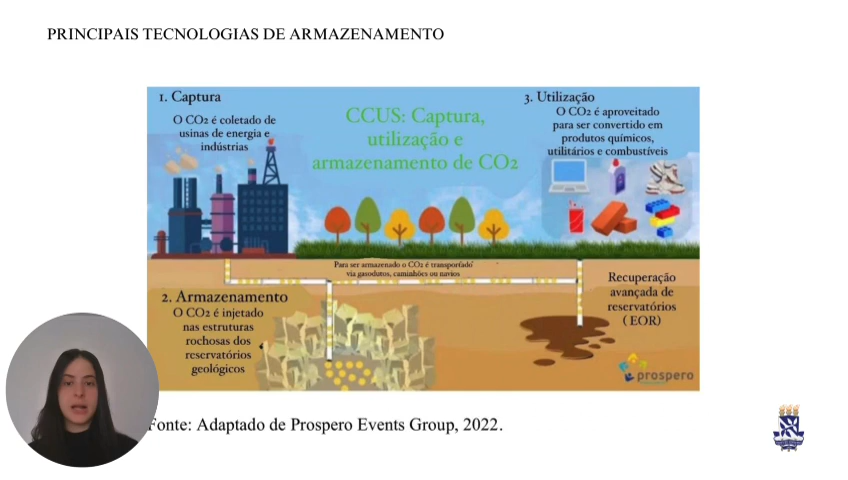 PRINCIPAIS TECNOLOGIAS DE ARMAZENAMENTO
1. Captura
O CO2 é coletado de
usinas de energia e
indústrias
CCUS: Captura,
utilização e
armazenamento de CO2
3. Utilização
O CO2 é aproveitado
para ser convertido em
produtos químicos,
utilitários e combustíveis
Para ser armazenado o CO2 é transportado
via gasodutos, caminhões ou navios
2. Armazenamento
O CO2 é injetado
nas estruturas
rochosas dos
reservatórios
geológicos
Recuperação
avançada de
reservatórios
( EOR)
prospero
Fonte: Adaptado de Prospero Events Group, 2022.